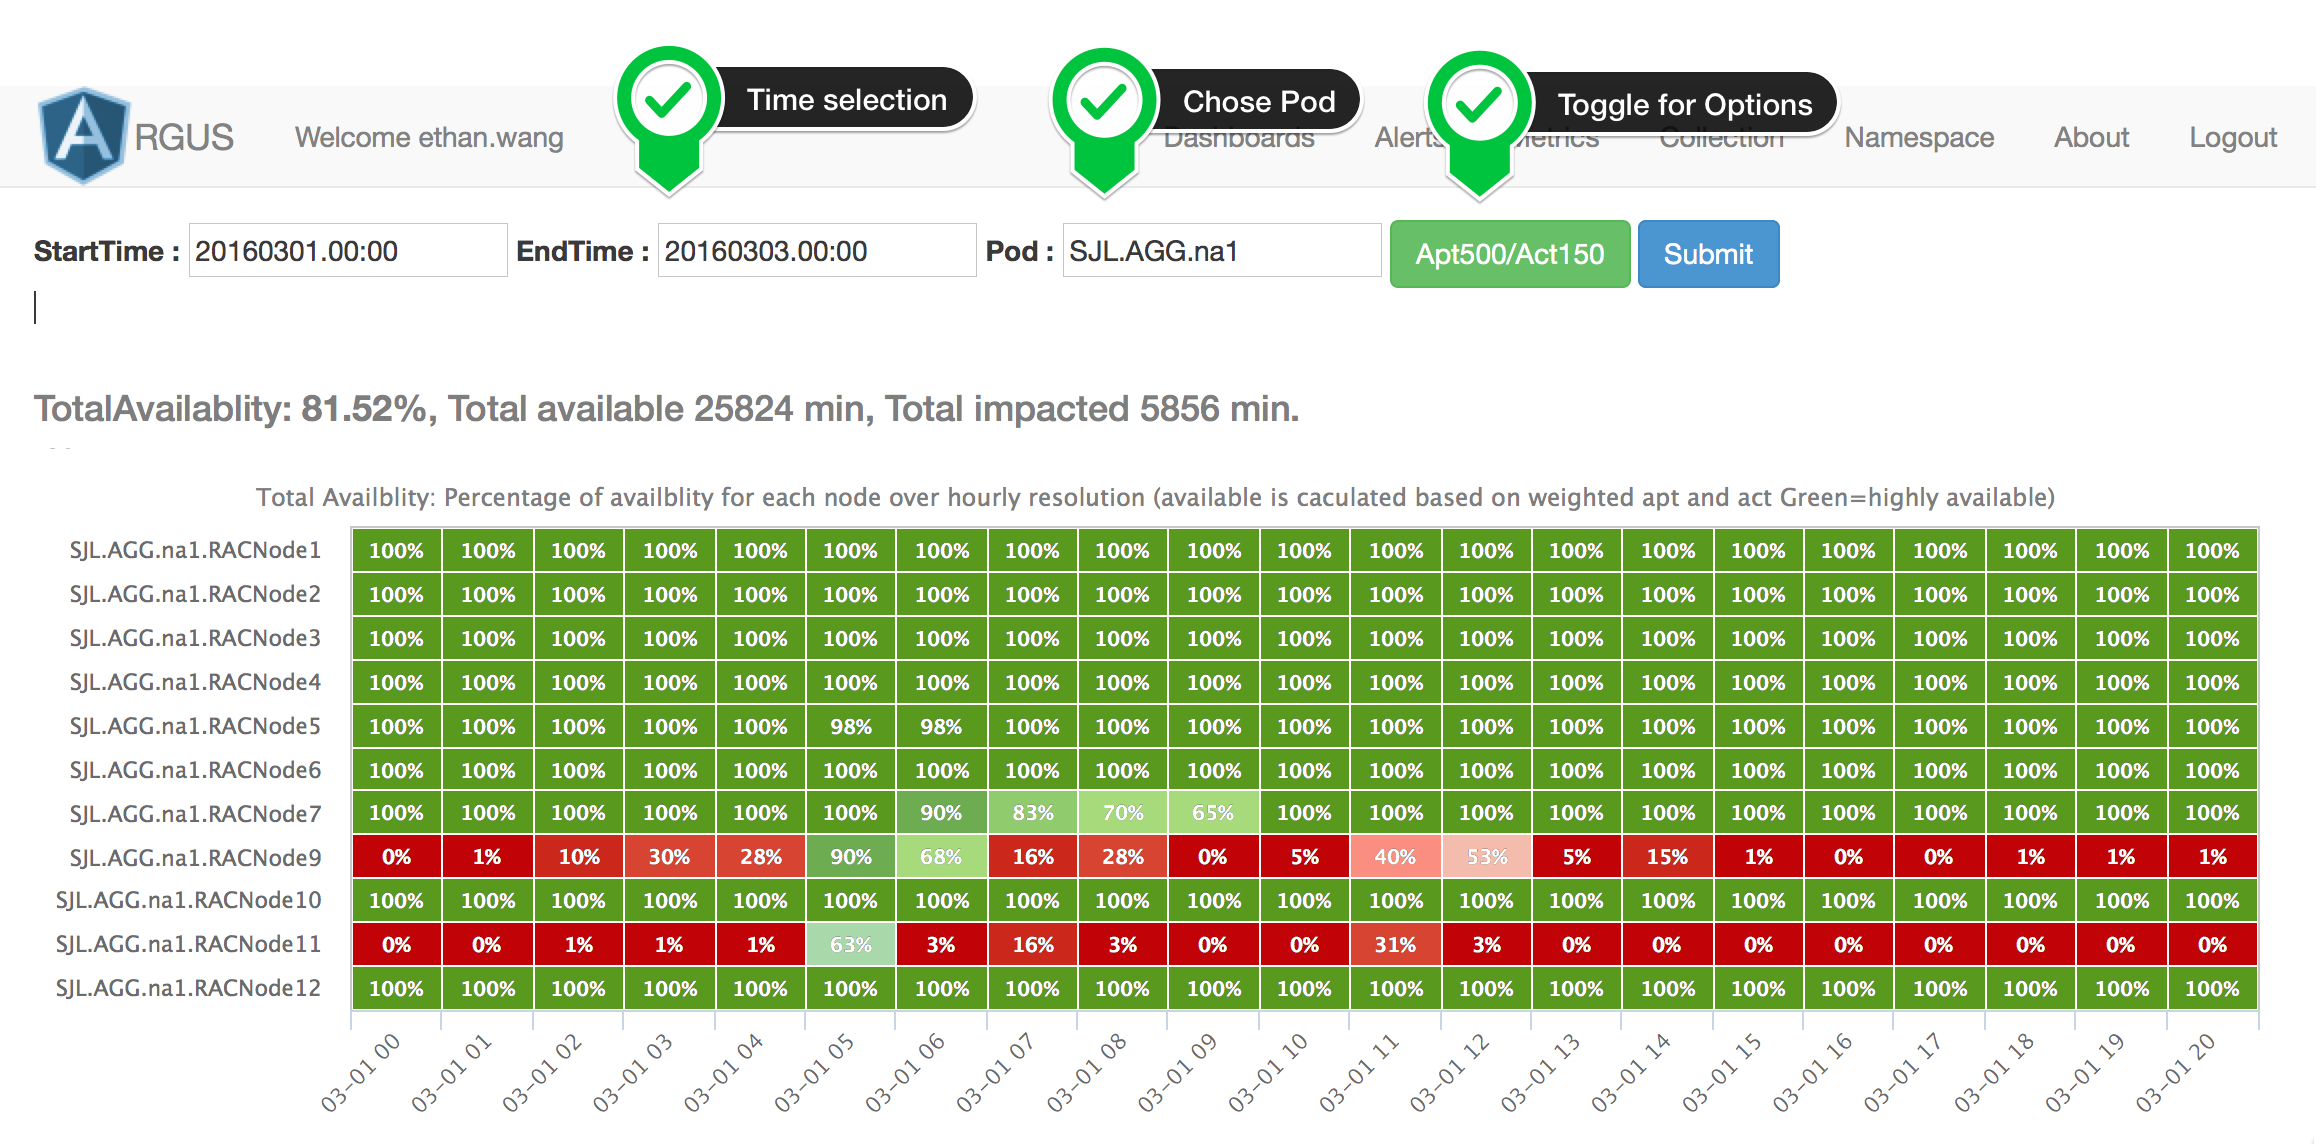 Time selection
Chose Pod
Toggle for Options
ARGUS Welcome ethan.wang Dashboards Alerts Metrics Collection Namespace About Logout
StartTime : 20160301.00:00 EndTime : 20160303.00:00 Pod : SJL.AGG.na1 Apt500/Act150 Submit
TotalAvailablity: 81.52%, Total available 25824 min, Total impacted 5856 min.
Total Availblity: Percentage of availblity for each node over hourly resolution (available is caculated based on weighted apt and act Green=highly available)
SJL.AGG.na1.RACNode1 100% 100% 100% 100% 100% 100% 100% 100% 100% 100% 100% 100% 100% 100% 100% 100% 100% 100% 100% 100% 100%
SJL.AGG.na1.RACNode2 100% 100% 100% 100% 100% 100% 100% 100% 100% 100% 100% 100% 100% 100% 100% 100% 100% 100% 100% 100% 100%
SJL.AGG.na1.RACNode3 100% 100% 100% 100% 100% 100% 100% 100% 100% 100% 100% 100% 100% 100% 100% 100% 100% 100% 100% 100% 100%
SJL.AGG.na1.RACNode4 100% 100% 100% 100% 100% 100% 100% 100% 100% 100% 100% 100% 100% 100% 100% 100% 100% 100% 100% 100% 100%
SJL.AGG.na1.RACNode5 100% 100% 100% 100% 100% 98% 98% 100% 100% 100% 100% 100% 100% 100% 100% 100% 100% 100% 100% 100% 100%
SJL.AGG.na1.RACNode6 100% 100% 100% 100% 100% 100% 100% 100% 100% 100% 100% 100% 100% 100% 100% 100% 100% 100% 100% 100% 100%
SJL.AGG.na1.RACNode7 100% 100% 100% 100% 100% 100% 90% 83% 70% 65% 100% 100% 100% 100% 100% 100% 100% 100% 100% 100% 100%
SJL.AGG.na1.RACNode9 0% 1% 10% 30% 28% 90% 68% 16% 28% 0% 5% 40% 53% 5% 15% 1% 0% 0% 1% 1% 1%
SJL.AGG.na1.RACNode10 100% 100% 100% 100% 100% 100% 100% 100% 100% 100% 100% 100% 100% 100% 100% 100% 100% 100% 100% 100% 100%
SJL.AGG.na1.RACNode11 0% 0% 1% 1% 1% 63% 3% 16% 3% 0% 0% 31% 3% 0% 0% 0% 0% 0% 0% 0% 0%
SJL.AGG.na1.RACNode12 100% 100% 100% 100% 100% 100% 100% 100% 100% 100% 100% 100% 100% 100% 100% 100% 100% 100% 100% 100% 100%
03-01 00 03-01 01 03-01 02 03-01 03 03-01 04 03-01 05 03-01 06 03-01 07 03-01 08 03-01 09 03-01 10 03-01 11 03-01 12 03-01 13 03-01 14 03-01 15 03-01 16 03-01 17 03-01 18 03-01 19 03-01 20